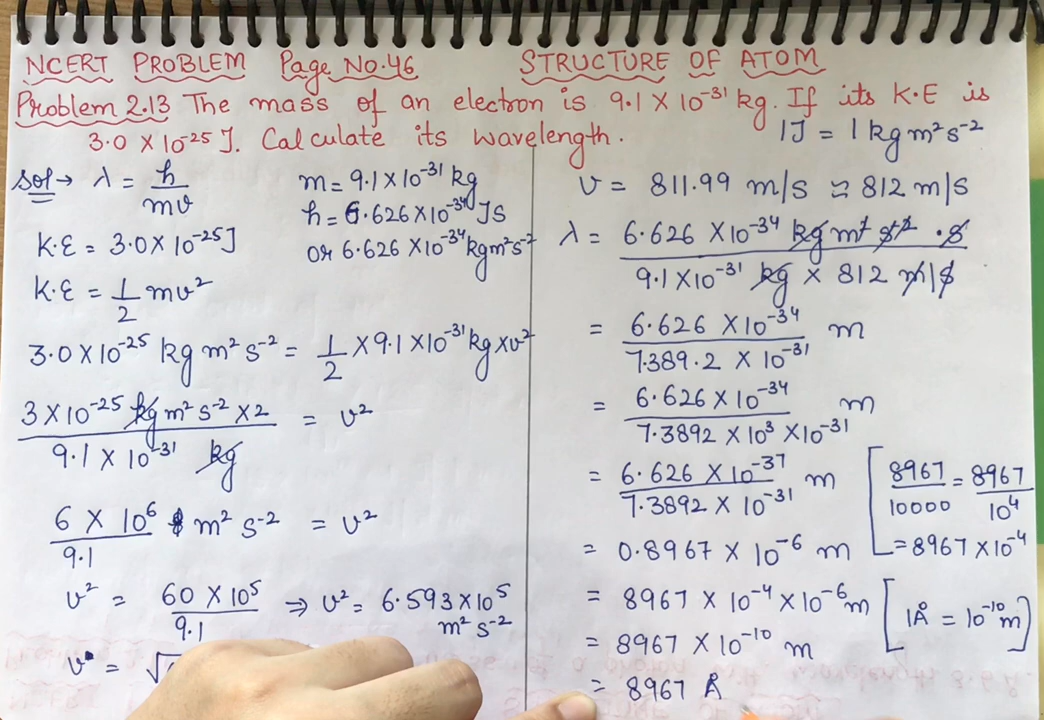 NCERT PROBLEM Page No.46 STRUCTURE OF ATOM
Problem 2.13 The mass of an electron is 9.1 X 10⁻³¹ kg. If its K.E is
3.0 X 10⁻²⁵ J. Calculate its wavelength.
1J = 1 kg m² s⁻²
Sol → λ = h/mv
m = 9.1 X 10⁻³¹ kg
h = 6.626 X 10⁻³⁴ JS
K.E = 3.0 X 10⁻²⁵ J
or 6.626 X 10⁻³⁴ kg m² s⁻²
K.E = 1/2 mv²
3.0 X 10⁻²⁵ kg m² s⁻² = 1/2 X 9.1 X 10⁻³¹ kg X v²
3 X 10⁻²⁵ kg m² s⁻² X 2 / 9.1 X 10⁻³¹ kg = v²
6 X 10⁶ / 9.1 m² s⁻² = v²
v² = 60 X 10⁵ / 9.1 ⇒ v² = 6.593 X 10⁵
m² s⁻²
v = √
v = 811.99 m/s ≈ 812 m/s
λ = 6.626 X 10⁻³⁴ kg m² s⁻² . s / 9.1 X 10⁻³¹ kg X 812 m/s
= 6.626 X 10⁻³⁴ / 7.389.2 X 10⁻³¹ m
= 6.626 X 10⁻³⁴ / 7.3892 X 10³ X 10⁻³¹ m
= 6.626 X 10⁻³⁷ / 7.3892 X 10⁻³¹ m
[8967/10000 = 8967/10⁴
= 8967 X 10⁻⁴
= 0.8967 X 10⁻⁶ m
= 8967 X 10⁻⁴ X 10⁻⁶ m
[1Å = 10⁻¹⁰ m]
= 8967 X 10⁻¹⁰ m
= 8967 Å